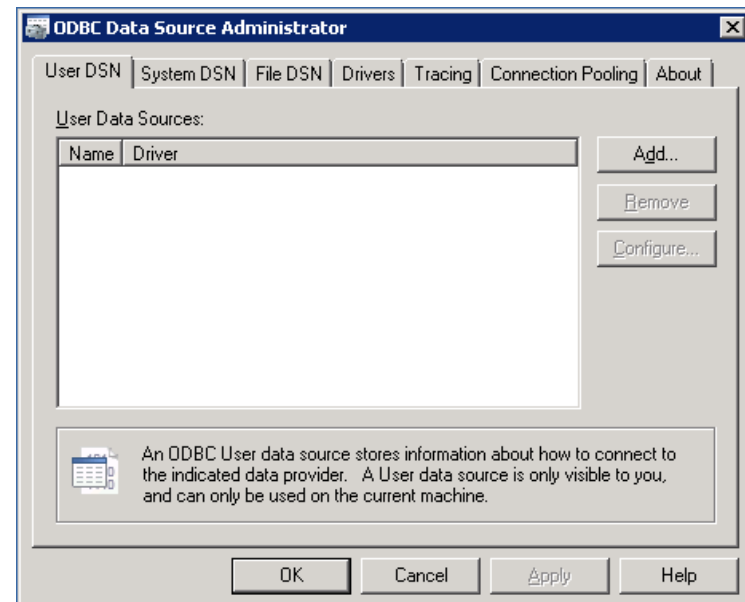 ODBC Data Source Administrator
User DSN System DSN File DSN Drivers Tracing Connection Pooling About
User Data Sources:
Name Driver
Add...
Remove
Configure...
An ODBC User data source stores information about how to connect to
the indicated data provider. A User data source is only visible to you,
and can only be used on the current machine.
OK Cancel Apply Help